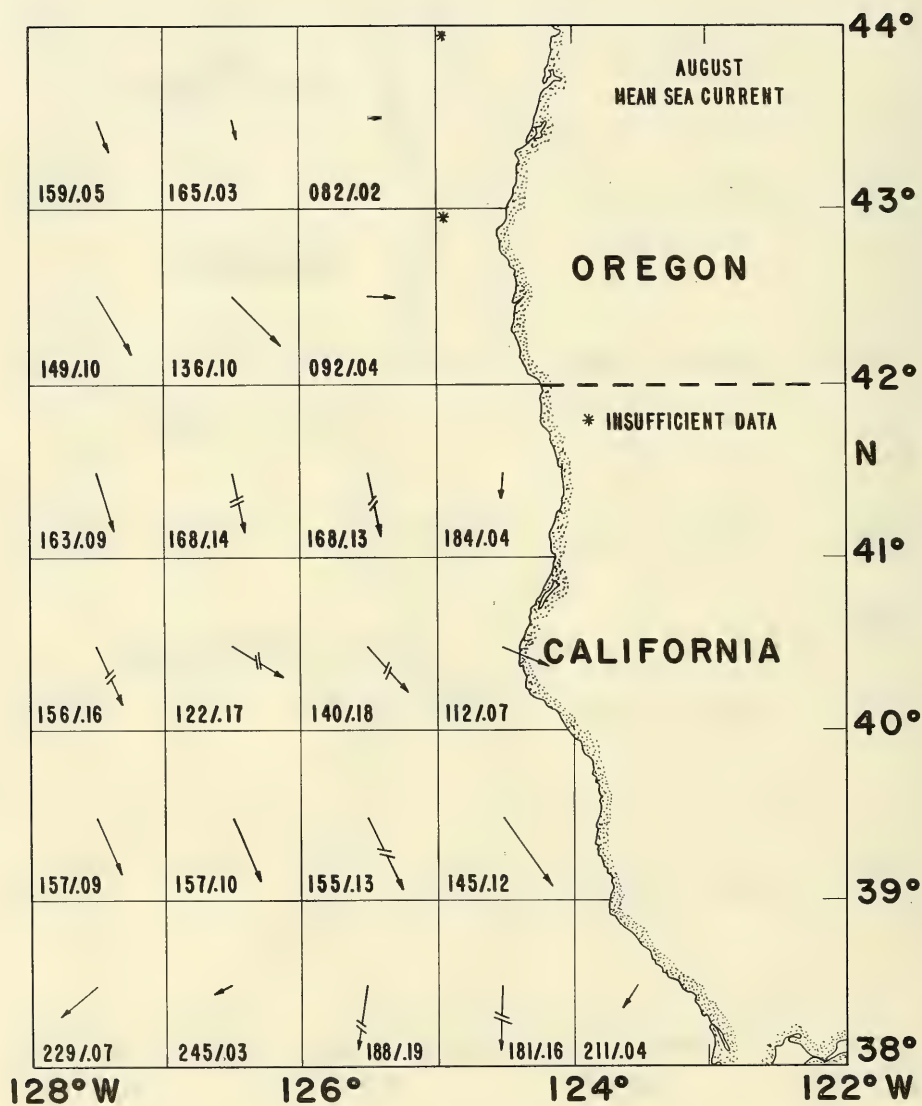 * 44°
AUGUST
MEAN SEA CURRENT
159/.05 165/.03 082/.02
* 43°
OREGON
149/.10 136/.10 092/.04
42°
* INSUFFICIENT DATA
N
163/.09 168/.14 168/.13 184/.04
41°
CALIFORNIA
156/.16 122/.17 140/.18 112/.07
40°
157/.09 157/.10 155/.13 145/.12
39°
229/.07 245/.03 188/.19 181/.16 211/.04
38°
128°W 126° 124° 122°W